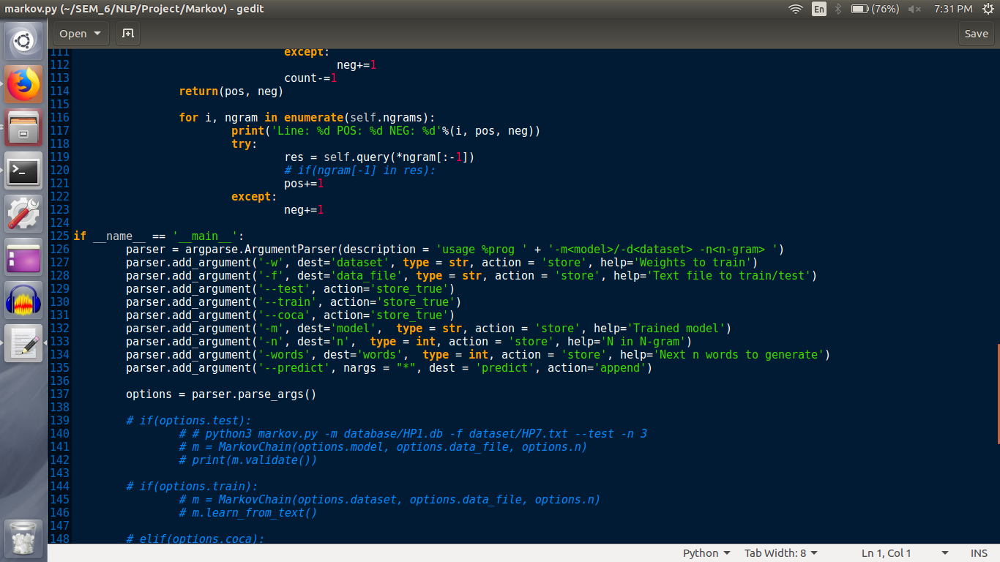 markov.py (~/SEM_6/NLP/Project/Markov) - gedit
En
(76%)
7:31 PM
Open
Save
111 except:
112 neg+=1
113 count-=1
114 return(pos, neg)
115
116 for i, ngram in enumerate(self.ngrams):
117 print('Line: %d POS: %d NEG: %d'%(i, pos, neg))
118 try:
119 res = self.query(*ngram[:-1])
120 # if(ngram[-1] in res):
121 pos+=1
122 except:
123 neg+=1
124
125 if __name__ == '__main__':
126 parser = argparse.ArgumentParser(description = 'usage %prog ' + '-m<model>/-d<dataset> -n<n-gram> ')
127 parser.add_argument('-w', dest='dataset', type = str, action = 'store', help='Weights to train')
128 parser.add_argument('-f', dest='data_file', type = str, action = 'store', help='Text file to train/test')
129 parser.add_argument('--test', action='store_true')
130 parser.add_argument('--train', action='store_true')
131 parser.add_argument('--coca', action='store_true')
132 parser.add_argument('-m', dest='model',  type = str, action = 'store', help='Trained model')
133 parser.add_argument('-n', dest='n',  type = int, action = 'store', help='N in N-gram')
134 parser.add_argument('-words', dest='words',  type = int, action = 'store', help='Next n words to generate')
135 parser.add_argument('--predict', nargs = "*", dest = 'predict', action='append')
136
137 options = parser.parse_args()
138
139 # if(options.test):
140 # # python3 markov.py -m database/HP1.db -f dataset/HP7.txt --test -n 3
141 # m = MarkovChain(options.model, options.data_file, options.n)
142 # print(m.validate())
143
144 # if(options.train):
145 # m = MarkovChain(options.dataset, options.data_file, options.n)
146 # m.learn_from_text()
147
148 # elif(options.coca):
Python
Tab Width: 8
Ln 1, Col 1
INS